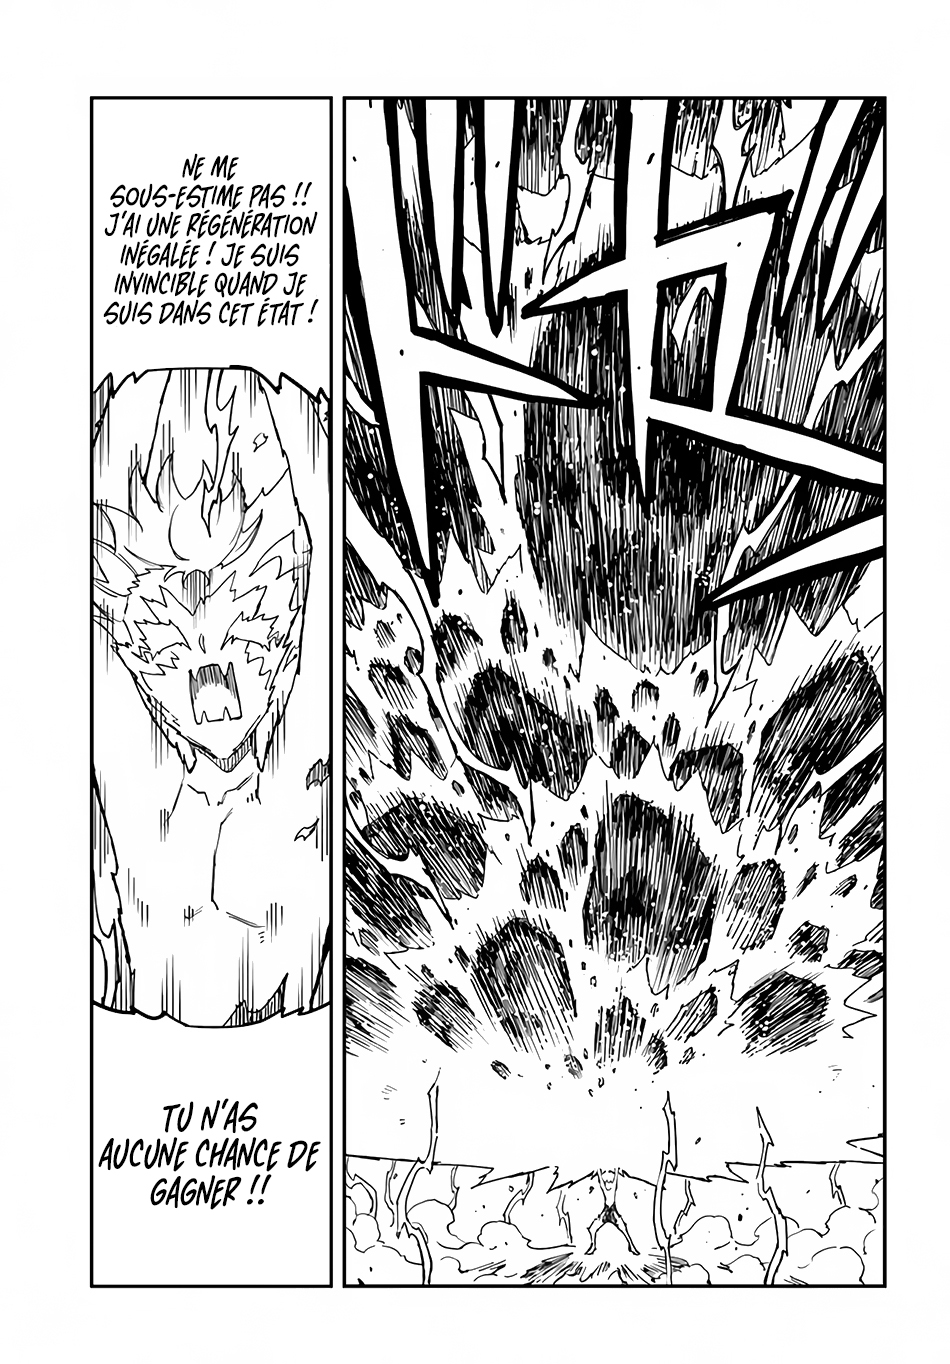 NE ME
SOUS-ESTIME PAS !!
J'AI UNE RÉGÉNÉRATION
INÉGALÉE ! JE SUIS
INVINCIBLE QUAND JE
SUIS DANS CET ÉTAT !
TU N'AS
AUCUNE CHANCE DE
GAGNER !!